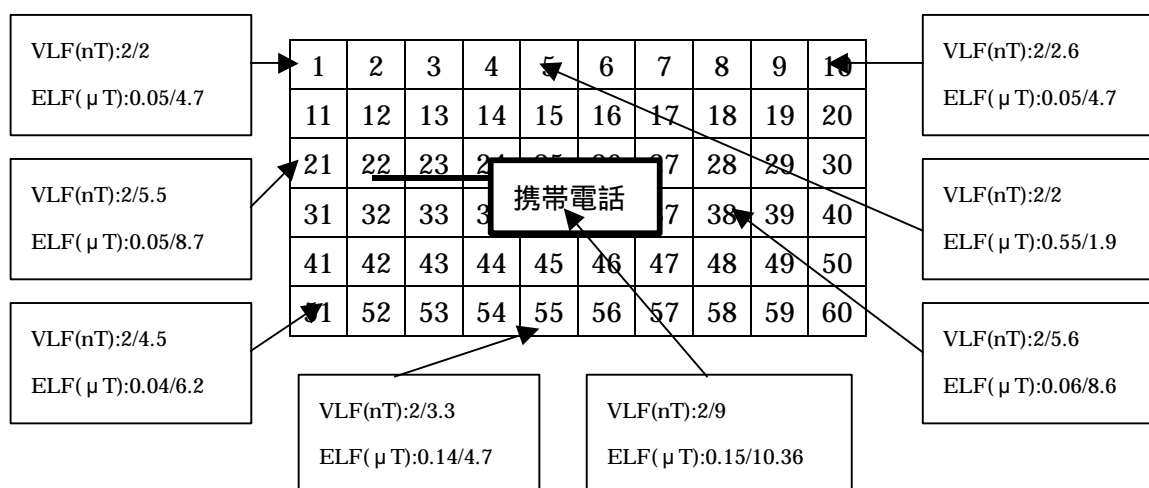 VLF(nT):2/2
ELF(μT):0.05/4.7
VLF(nT):2/5.5
ELF(μT):0.05/8.7
VLF(nT):2/4.5
ELF(μT):0.04/6.2
1 2 3 4 5 6 7 8 9 10
11 12 13 14 15 16 17 18 19 20
21 22 23 27 28 29 30
携帯電話
31 32 33 38 39 40
41 42 43 44 45 46 47 48 49 50
51 52 53 54 55 56 57 58 59 60
VLF(nT):2/3.3
ELF(μT):0.14/4.7
VLF(nT):2/9
ELF(μT):0.15/10.36
VLF(nT):2/2.6
ELF(μT):0.05/4.7
VLF(nT):2/2
ELF(μT):0.55/1.9
VLF(nT):2/5.6
ELF(μT):0.06/8.6